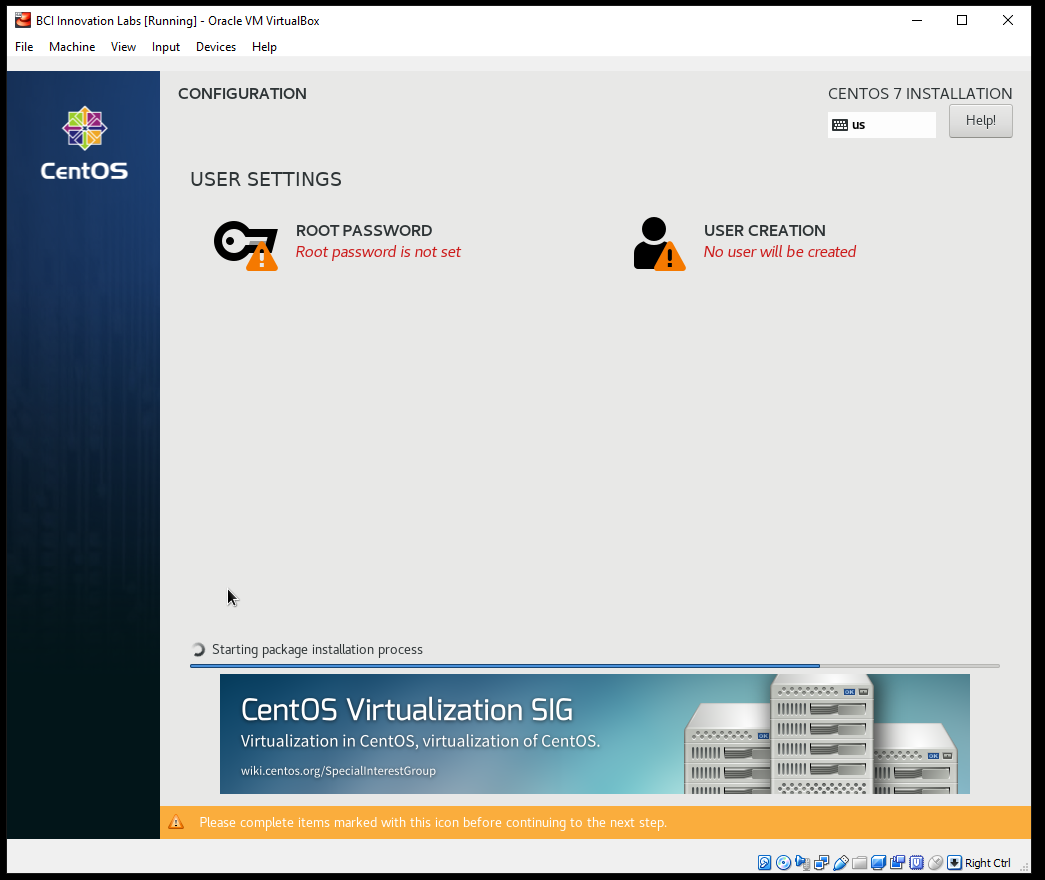 BCI Innovation Labs [Running] - Oracle VM VirtualBox
File Machine View Input Devices Help
CentOS
CONFIGURATION
CENTOS 7 INSTALLATION
us
Help!
USER SETTINGS
ROOT PASSWORD
Root password is not set
USER CREATION
No user will be created
Starting package installation process
CentOS Virtualization SIG
Virtualization in CentOS, virtualization of CentOS.
wiki.centos.org/SpecialInterestGroup
OK
OK
OK
Please complete items marked with this icon before continuing to the next step.
Right Ctrl